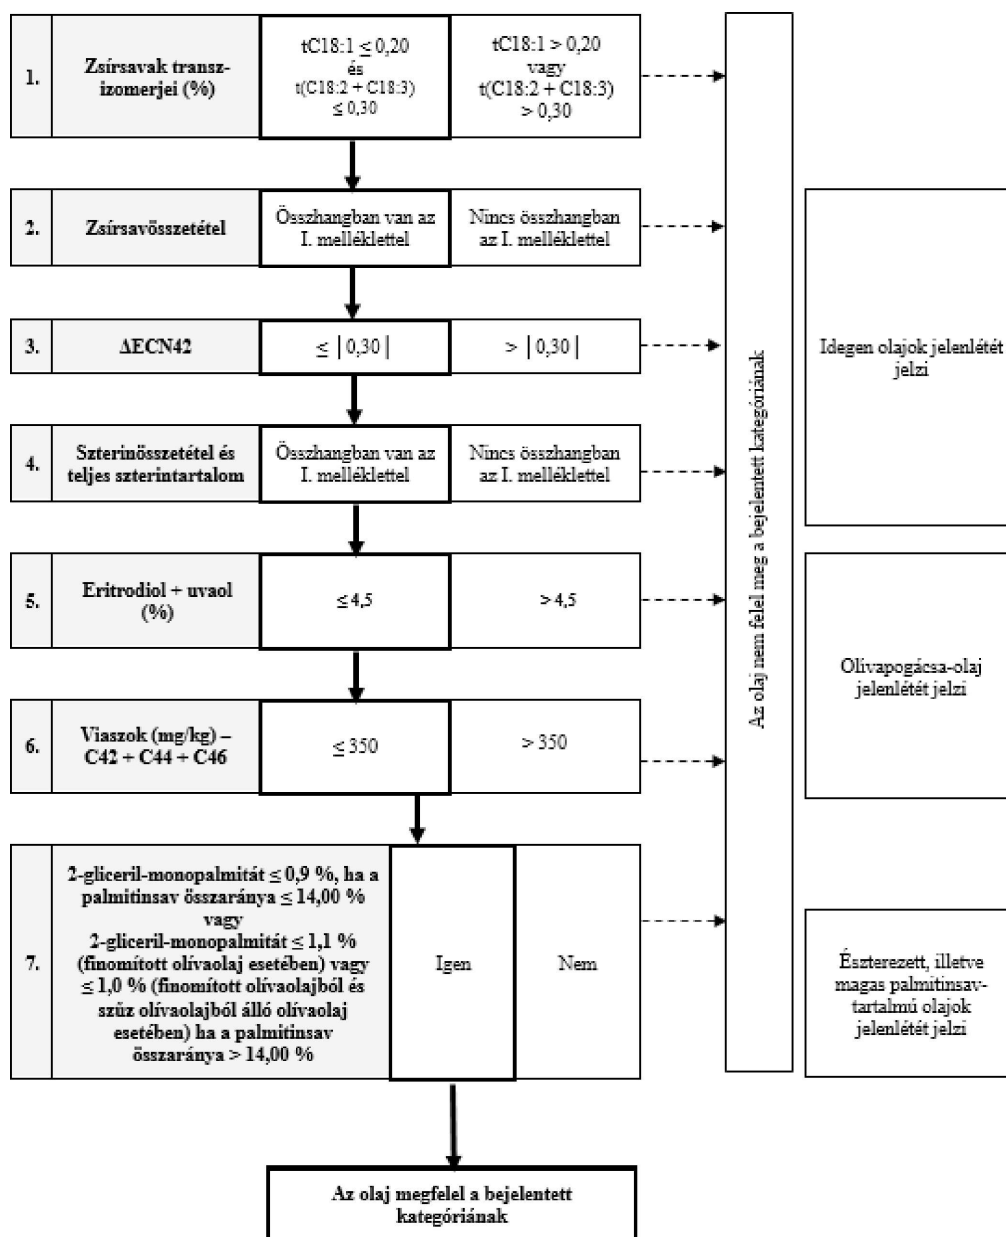 1.
Zsírsavak transz-
izomerjei (%)
tC18:1 ≤ 0,20
és
t(C18:2 + C18:3)
≤ 0,30
tC18:1 > 0,20
vagy
t(C18:2 + C18:3)
> 0,30
2.
Zsírsavösszetétel
Összhangban van az
I. melléklettel
Nincs összhangban
az I. melléklettel
3.
ΔECN42
≤ │0,30│
> │0,30│
4.
Szterinösszetétel és
teljes szterintartalom
Összhangban van az
I. melléklettel
Nincs összhangban
az I. melléklettel
5.
Eritrodiol + uvaol
(%)
≤ 4,5
> 4,5
6.
Viaszok (mg/kg) –
C42 + C44 + C46
≤ 350
> 350
7.
2-gliceril-monopalmitát ≤ 0,9 %, ha a
palmitinsav összaránya ≤ 14,00 %
vagy
2-gliceril-monopalmitát ≤ 1,1 %
(finomított olívaolaj esetében) vagy
≤ 1,0 % (finomított olívaolajból és
szűz olívaolajból álló olívaolaj
esetében) ha a palmitinsav
összaránya > 14,00 %
Igen
Nem
Az olaj nem felel meg a bejelentett kategóriának
Idegen olajok jelenlétét
jelzi
Olívapogácsa-olaj
jelenlétét jelzi
Észterezett, illetve
magas palmitinsav-
tartalmú olajok
jelenlétét jelzi
Az olaj megfelel a bejelentett
kategóriának